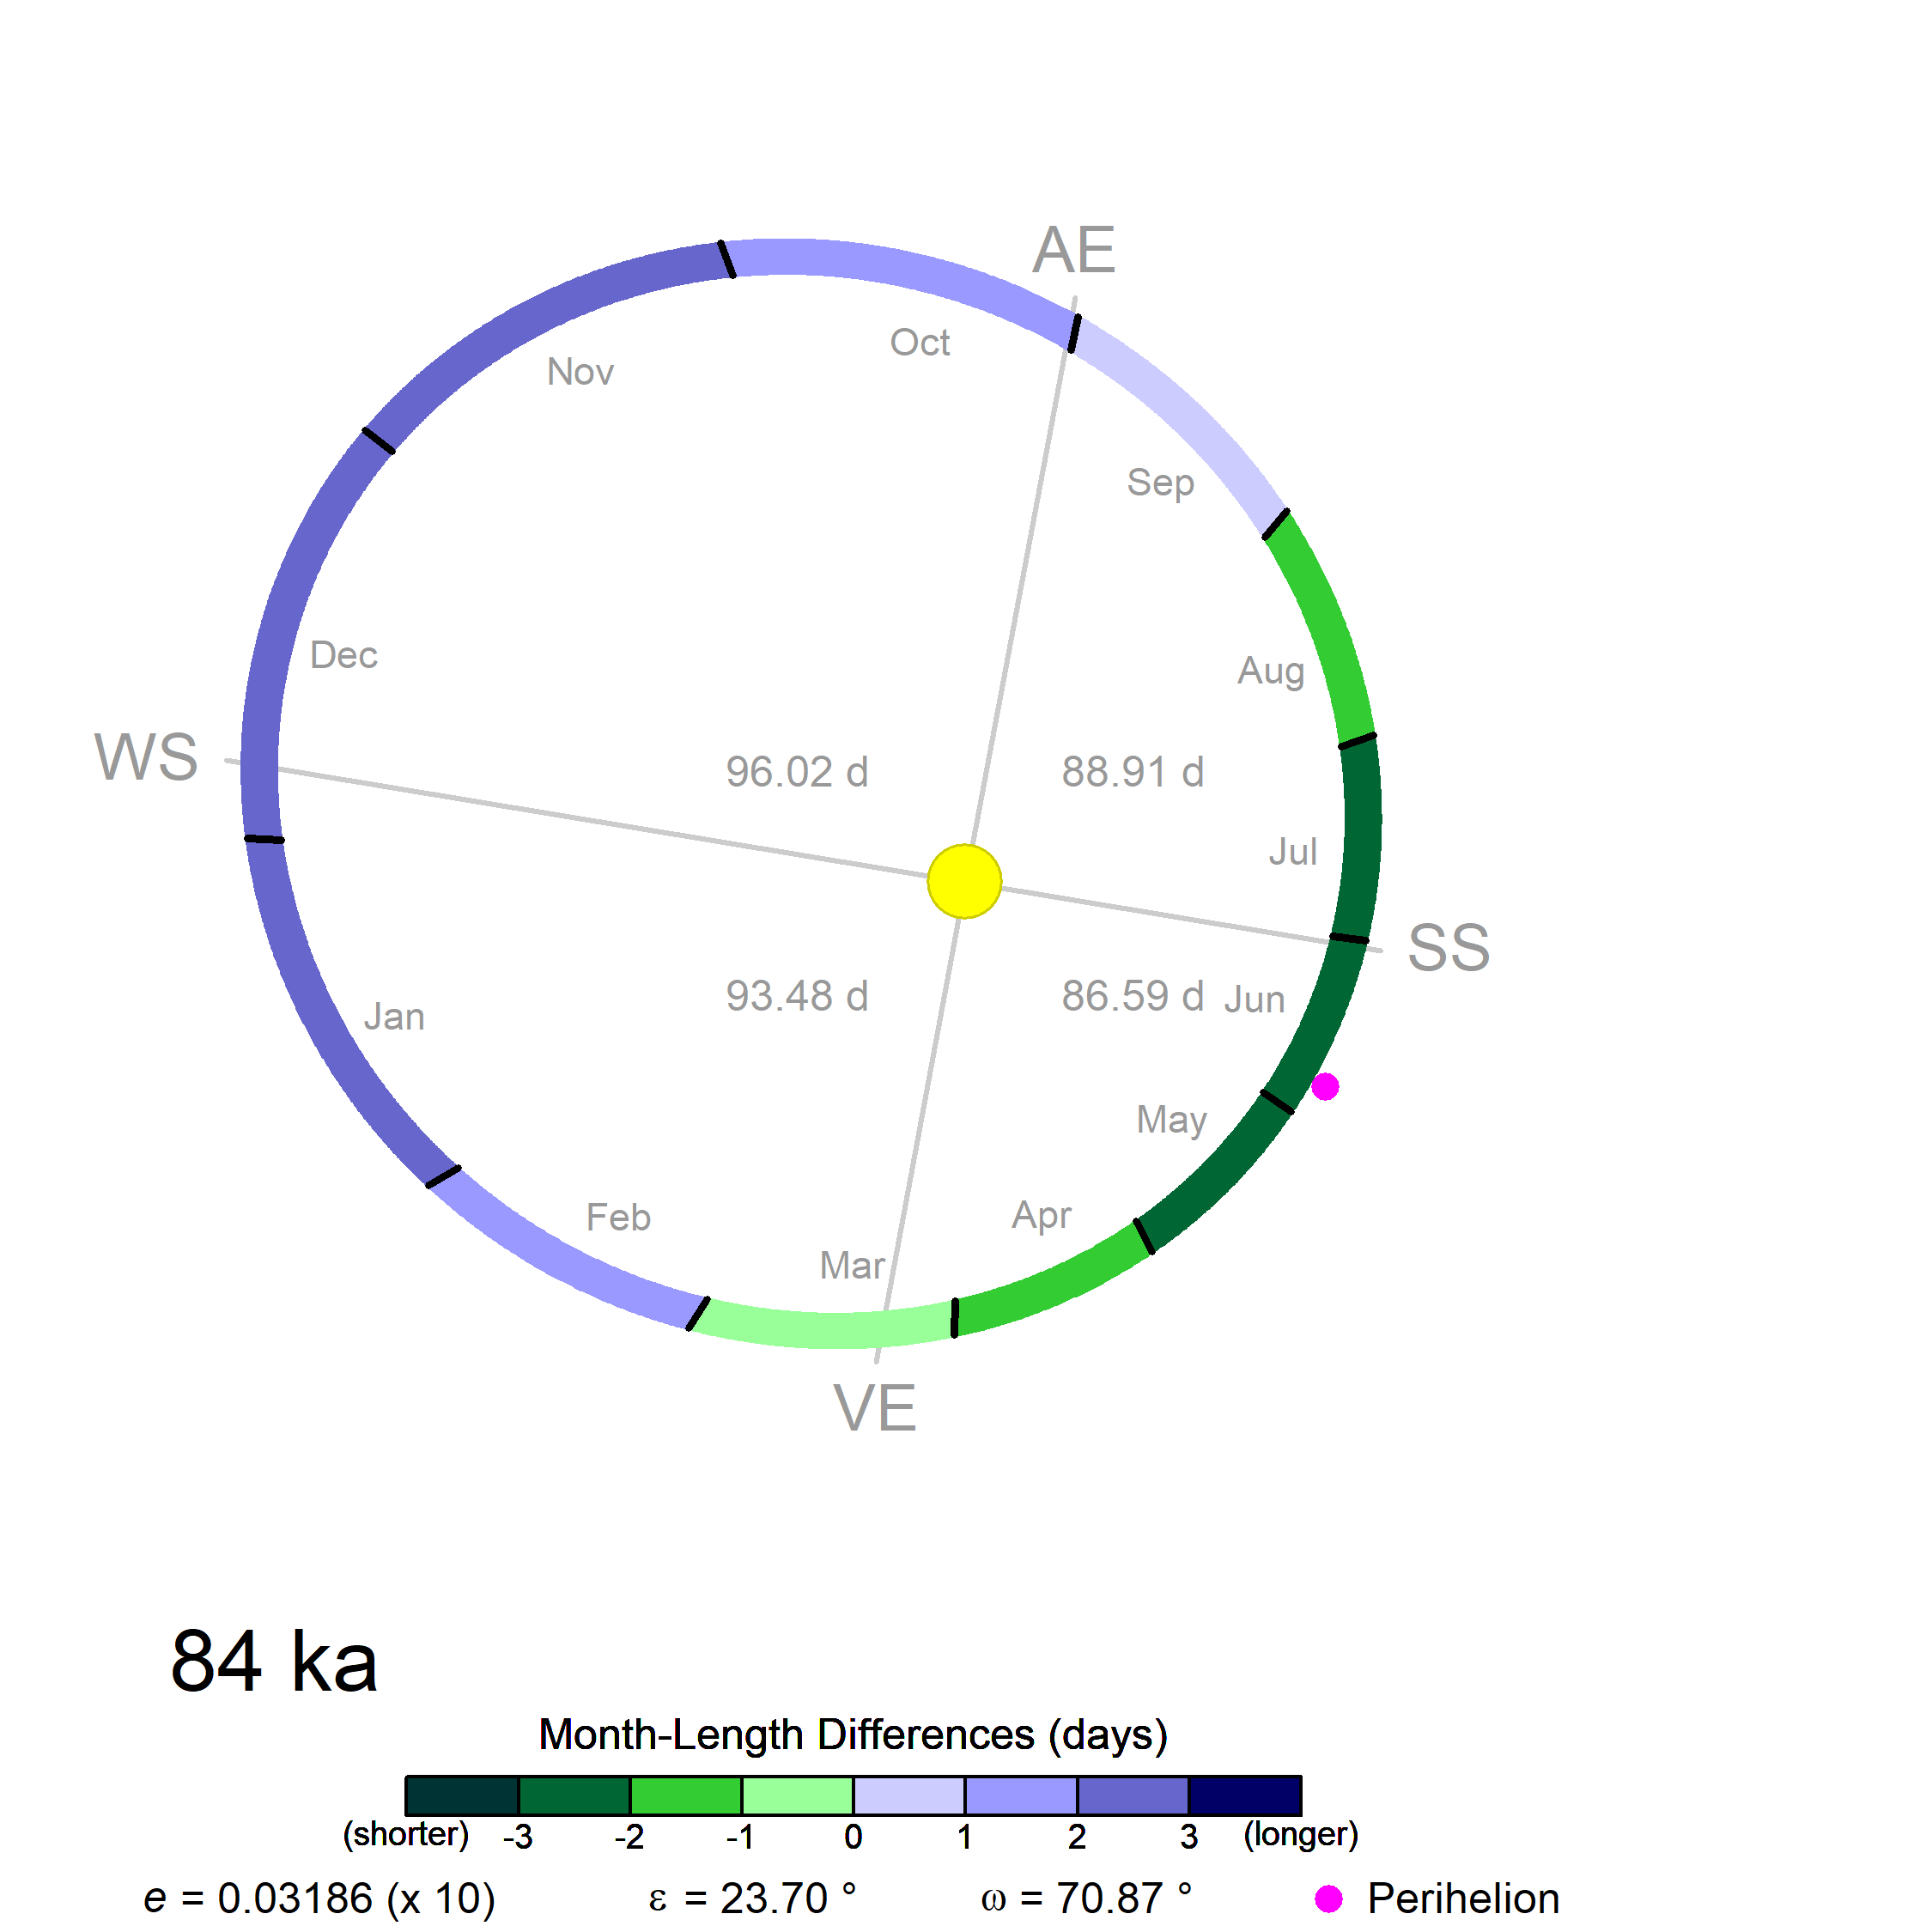 AE
Oct
Nov
Sep
Dec
Aug
WS
96.02 d
88.91 d
Jul
SS
93.48 d
86.59 d
Jun
Jan
May
Feb
Apr
Mar
VE
84 ka
Month-Length Differences (days)
(shorter) -3 -2 -1 0 1 2 3 (longer)
e = 0.03186 (x 10) ε = 23.70 ° ω = 70.87 ° Perihelion